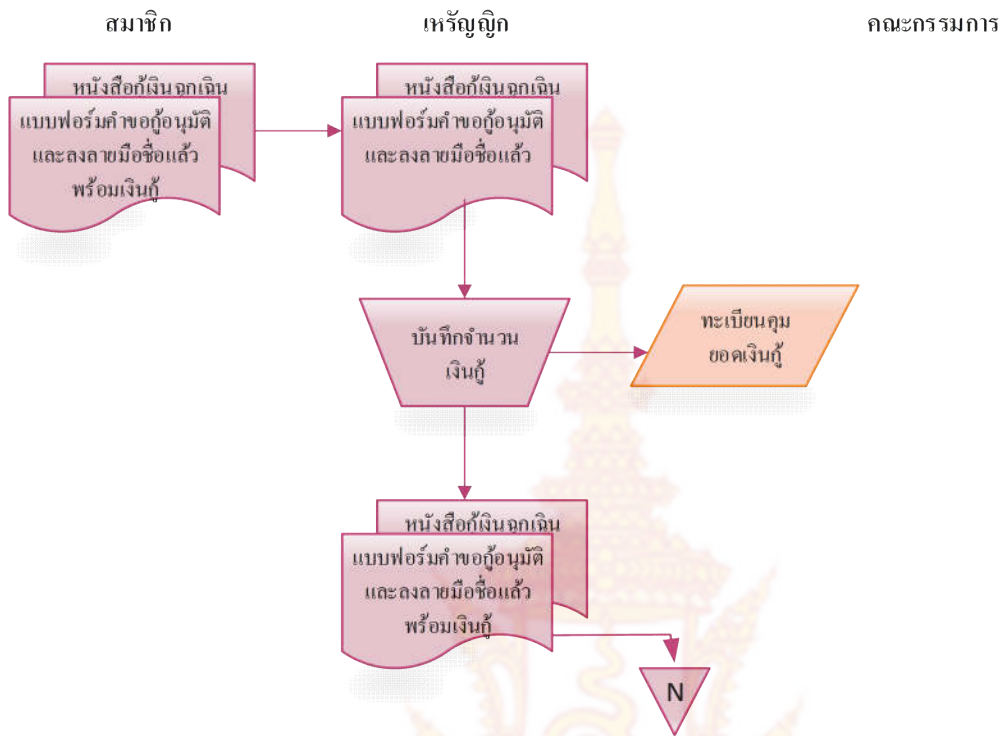 สมาชิก เหรัญญิก คณะกรรมการ
หนังสือกู้เงินฉุกเฉิน
แบบฟอร์มคำขอกู้อนุมัติ
และลงลายมือชื่อแล้ว
พร้อมเงินกู้
หนังสือกู้เงินฉุกเฉิน
แบบฟอร์มคำขอกู้อนุมัติ
และลงลายมือชื่อแล้ว
บันทึกจำนวน
เงินกู้
ทะเบียนคุม
ยอดเงินกู้
หนังสือกู้เงินฉุกเฉิน
แบบฟอร์มคำขอกู้อนุมัติ
และลงลายมือชื่อแล้ว
พร้อมเงินกู้
N